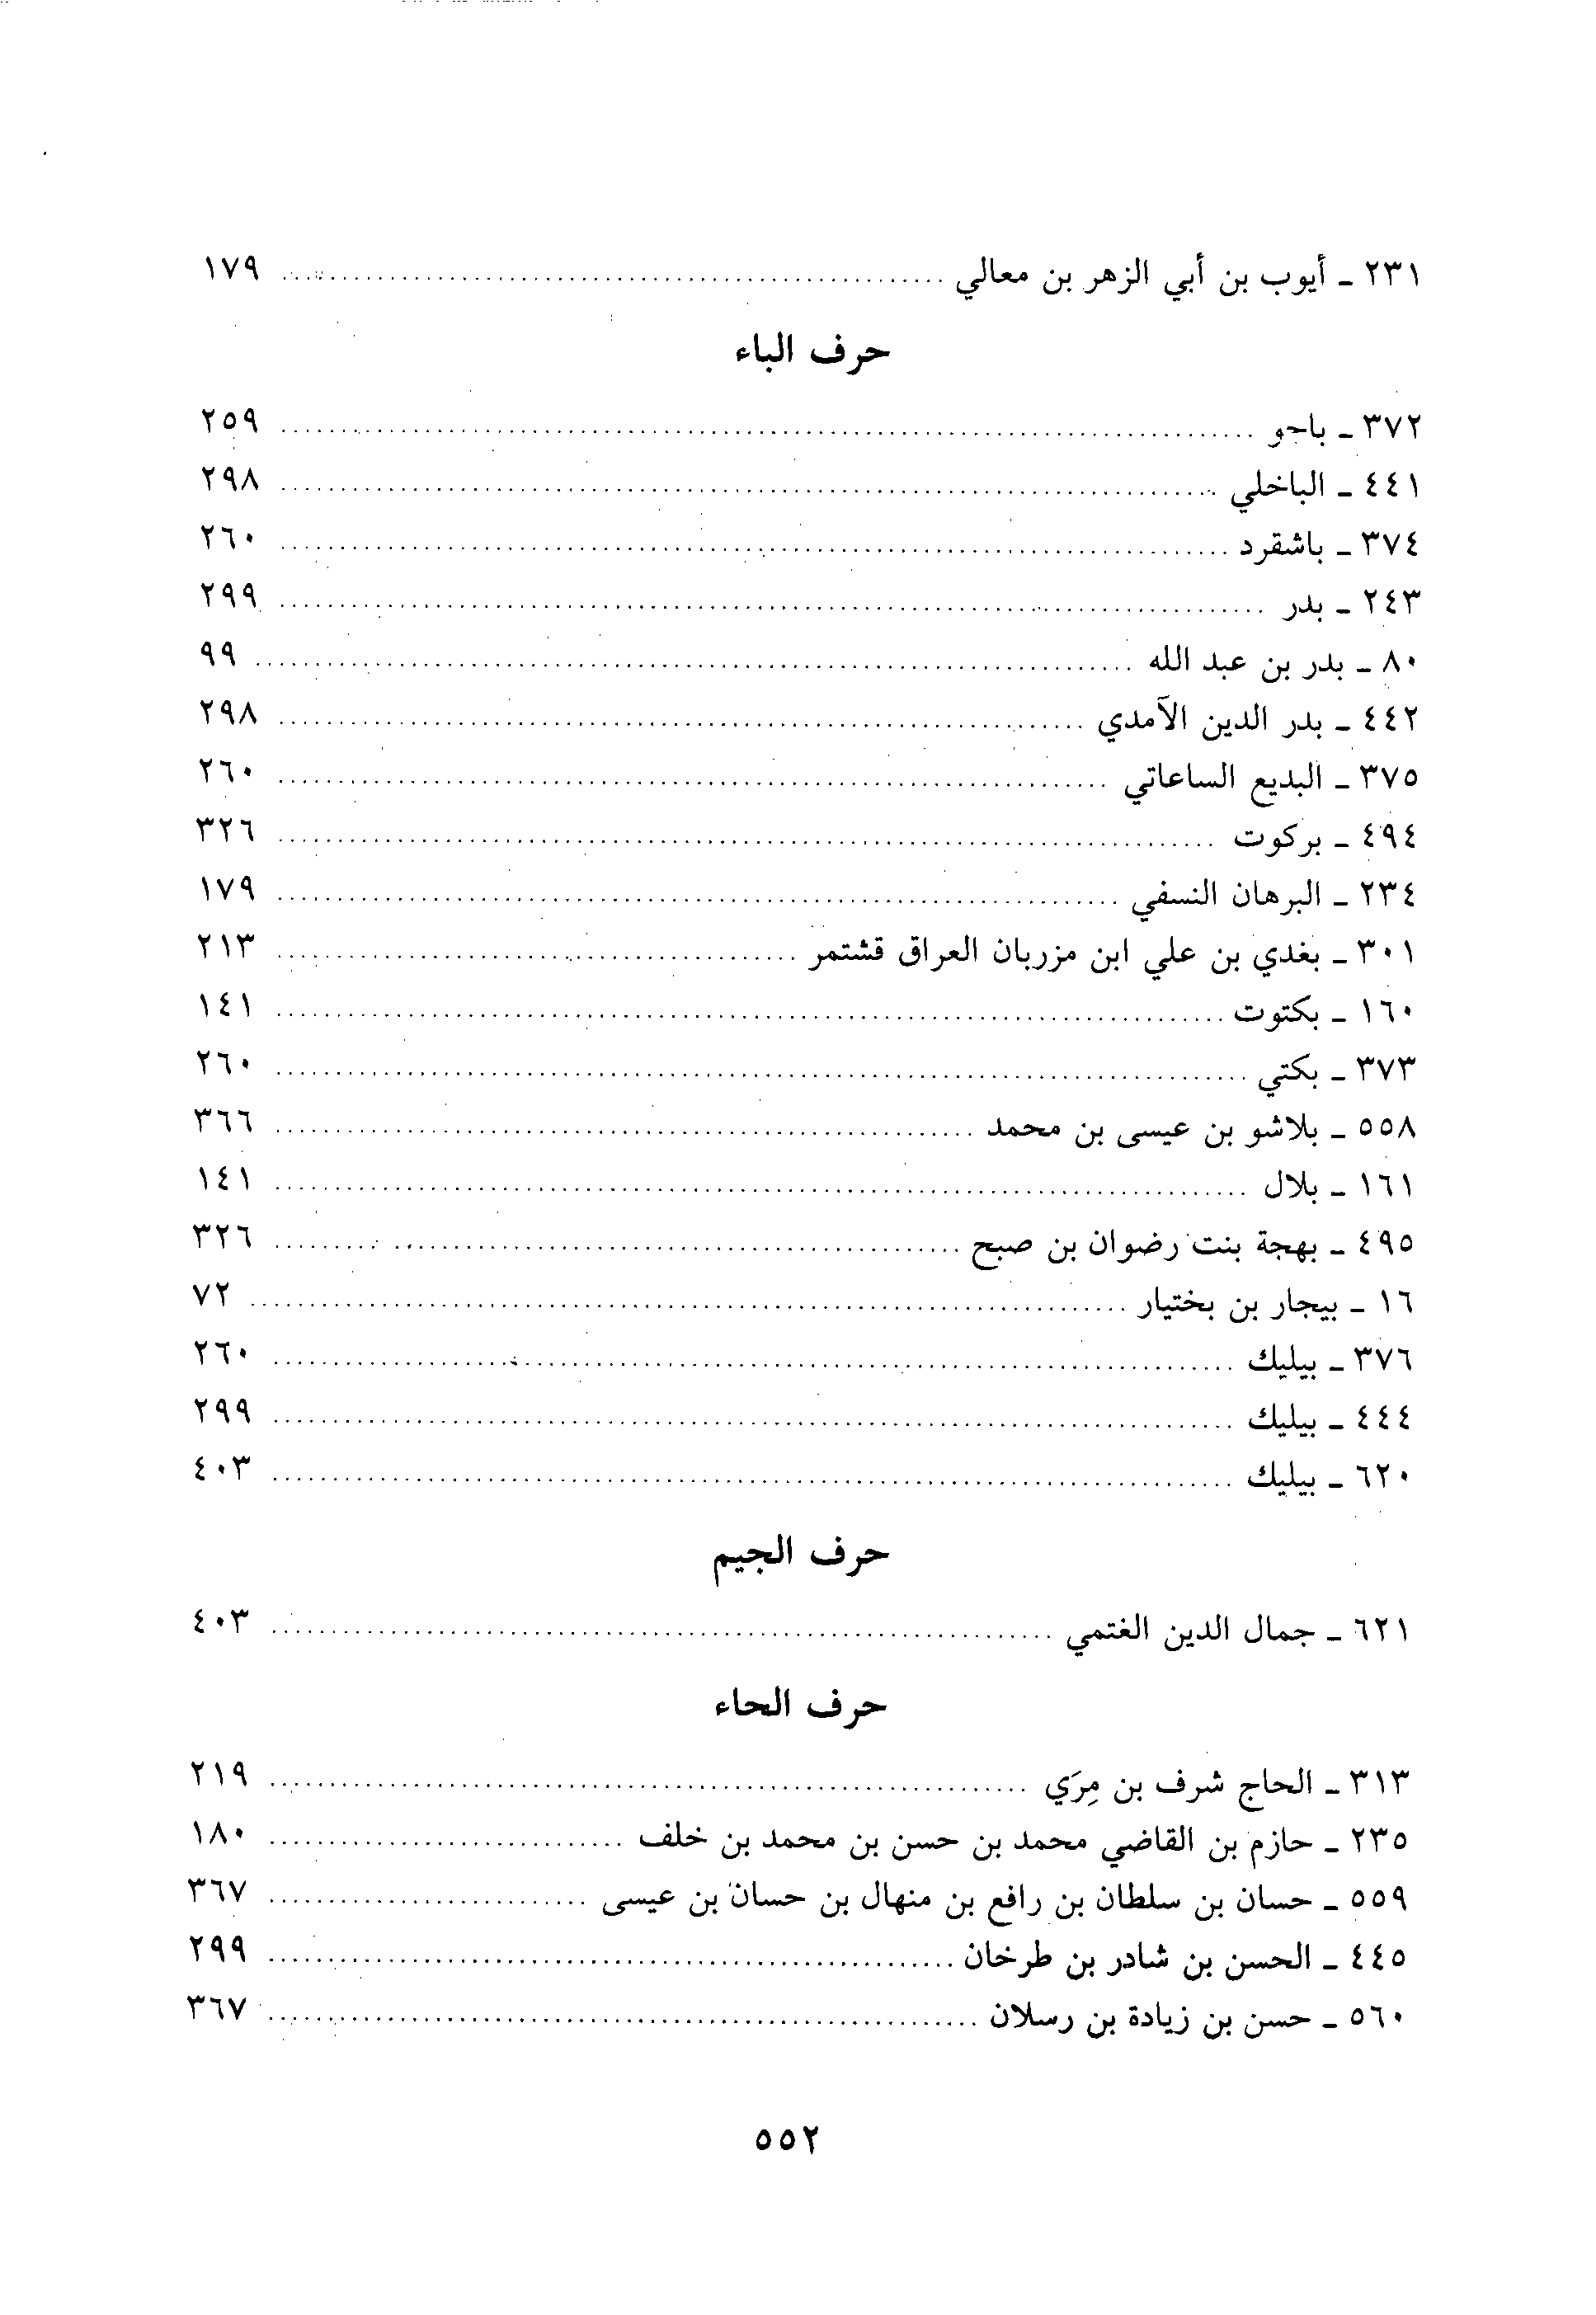 ٢٣١ ـ أيوب بن أبي الزهر بن معالي ........ ١٧٩
حرف الباء
٣٧٢ ـ باجو ........ ٢٥٩
٤٤١ ـ الباخلي ........ ٢٩٨
٣٧٤ ـ باشقرد ........ ٢٦٠
٢٤٣ ـ بدر ........ ٢٩٩
٨٠ ـ بدر بن عبد الله ........ ٩٩
٤٤٢ ـ بدر الدين الآمدي ........ ٢٩٨
٣٧٥ ـ البديع الساعاتي ........ ٢٦٠
٤٩٤ ـ بركوت ........ ٣٢٦
٢٣٤ ـ البرهان النسفي ........ ١٧٩
٣٠١ ـ بغدي بن علي ابن مزربان العراق قشتمر ........ ٢١٣
١٦٠ ـ بكتوت ........ ١٤١
٣٧٣ ـ بكتي ........ ٢٦٠
٥٥٨ ـ بلاشو بن عيسى بن محمد ........ ٣٦٦
١٦١ ـ بلال ........ ١٤١
٤٩٥ ـ بهجة بنت رضوان بن صبح ........ ٣٢٦
١٦ ـ بيجار بن بختيار ........ ٧٢
٣٧٦ ـ بيليك ........ ٢٦٠
٤٤٤ ـ بيليك ........ ٢٩٩
٦٢٠ ـ بيليك ........ ٤٠٣
حرف الجيم
٦٢١ ـ جمال الدين الغتمي ........ ٤٠٣
حرف الحاء
٣١٣ ـ الحاج شرف بن مِرَي ........ ٢١٩
٢٣٥ ـ حازم بن القاضي محمد بن حسن بن محمد بن خلف ........ ١٨٠
٥٥٩ ـ حسان بن سلطان بن رافع بن منهال بن حسان بن عيسى ........ ٣٦٧
٤٤٥ ـ الحسن بن شادر بن طرخان ........ ٢٩٩
٥٦٠ ـ حسن بن زيادة بن رسلان ........ ٣٦٧
٥٥٢